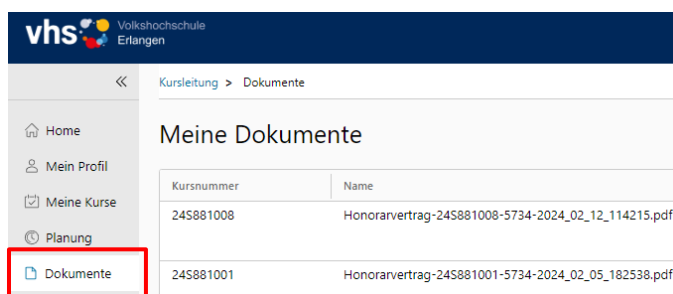 vhs Volkshochschule
Erlangen
Kursleitung > Dokumente
Home
Mein Profil
Meine Kurse
Planung
Dokumente
Meine Dokumente
Kursnummer Name
24S881008 Honorarvertrag-24S881008-5734-2024_02_12_114215.pdf
24S881001 Honorarvertrag-24S881001-5734-2024_02_05_182538.pdf